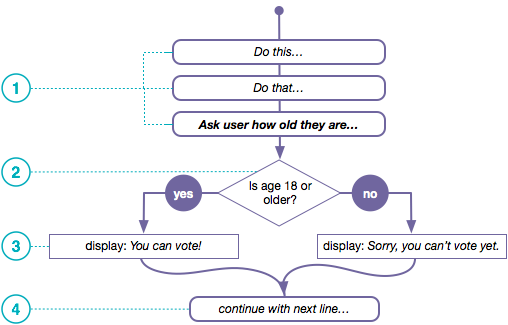 Do this…
1
Do that…
Ask user how old they are…
2
Is age 18 or
older?
yes
no
3
display: You can vote!
display: Sorry, you can’t vote yet.
4
continue with next line…